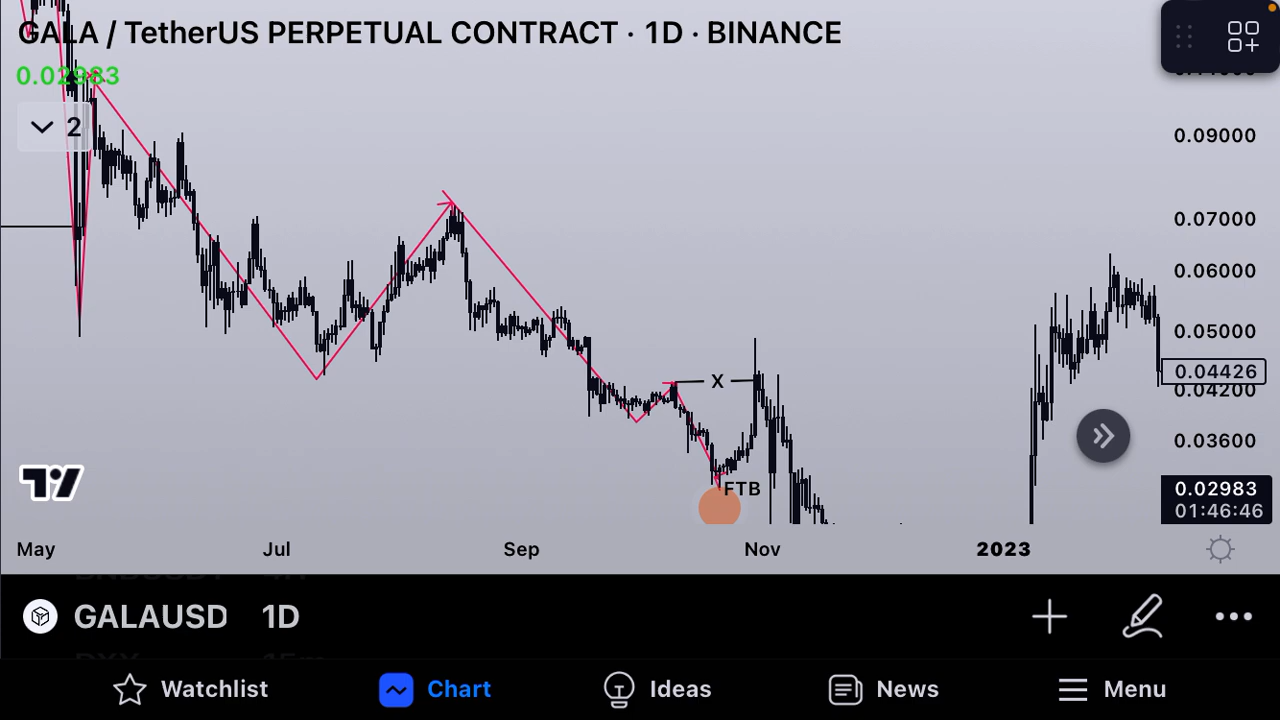 GALA / TetherUS PERPETUAL CONTRACT · 1D · BINANCE
0.02983
2
0.09000
0.07000
0.06000
0.05000
0.04426
0.04200
0.03600
0.02983
01:46:46
X
FTB
May Jul Sep Nov 2023
GALAUSD 1D
Watchlist Chart Ideas News Menu